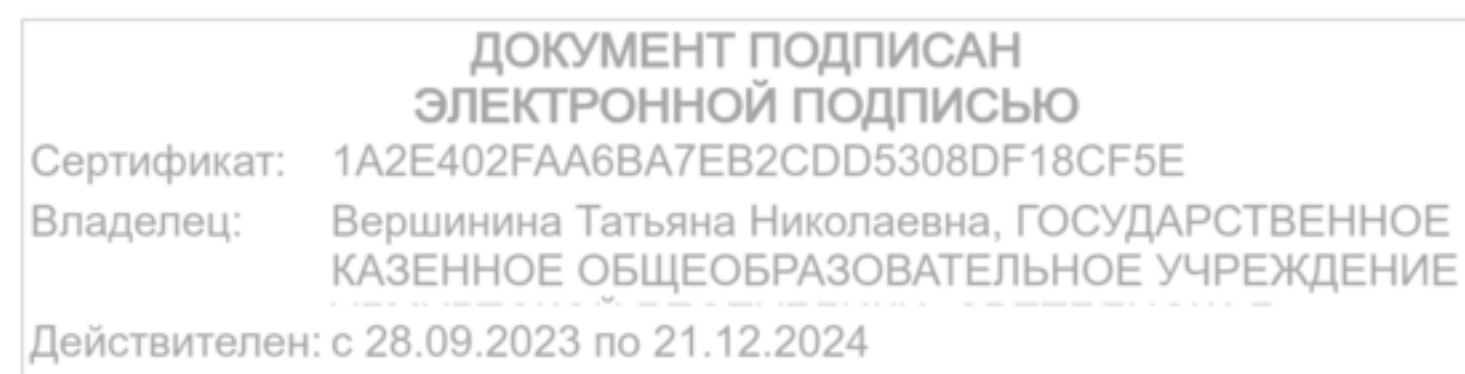 ДОКУМЕНТ ПОДПИСАН
ЭЛЕКТРОННОЙ ПОДПИСЬЮ
Сертификат: 1A2E402FAA6BA7EB2CDD5308DF18CF5E
Владелец: Вершинина Татьяна Николаевна, ГОСУДАРСТВЕННОЕ
КАЗЕННОЕ ОБЩЕОБРАЗОВАТЕЛЬНОЕ УЧРЕЖДЕНИЕ
Действителен: с 28.09.2023 по 21.12.2024